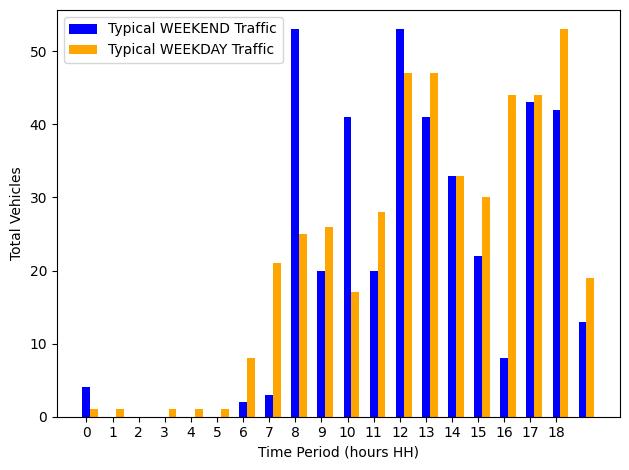 Typical WEEKEND Traffic
Typical WEEKDAY Traffic
50
40
30
20
10
0
Total Vehicles
0 1 2 3 4 5 6 7 8 9 10 11 12 13 14 15 16 17 18
Time Period (hours HH)